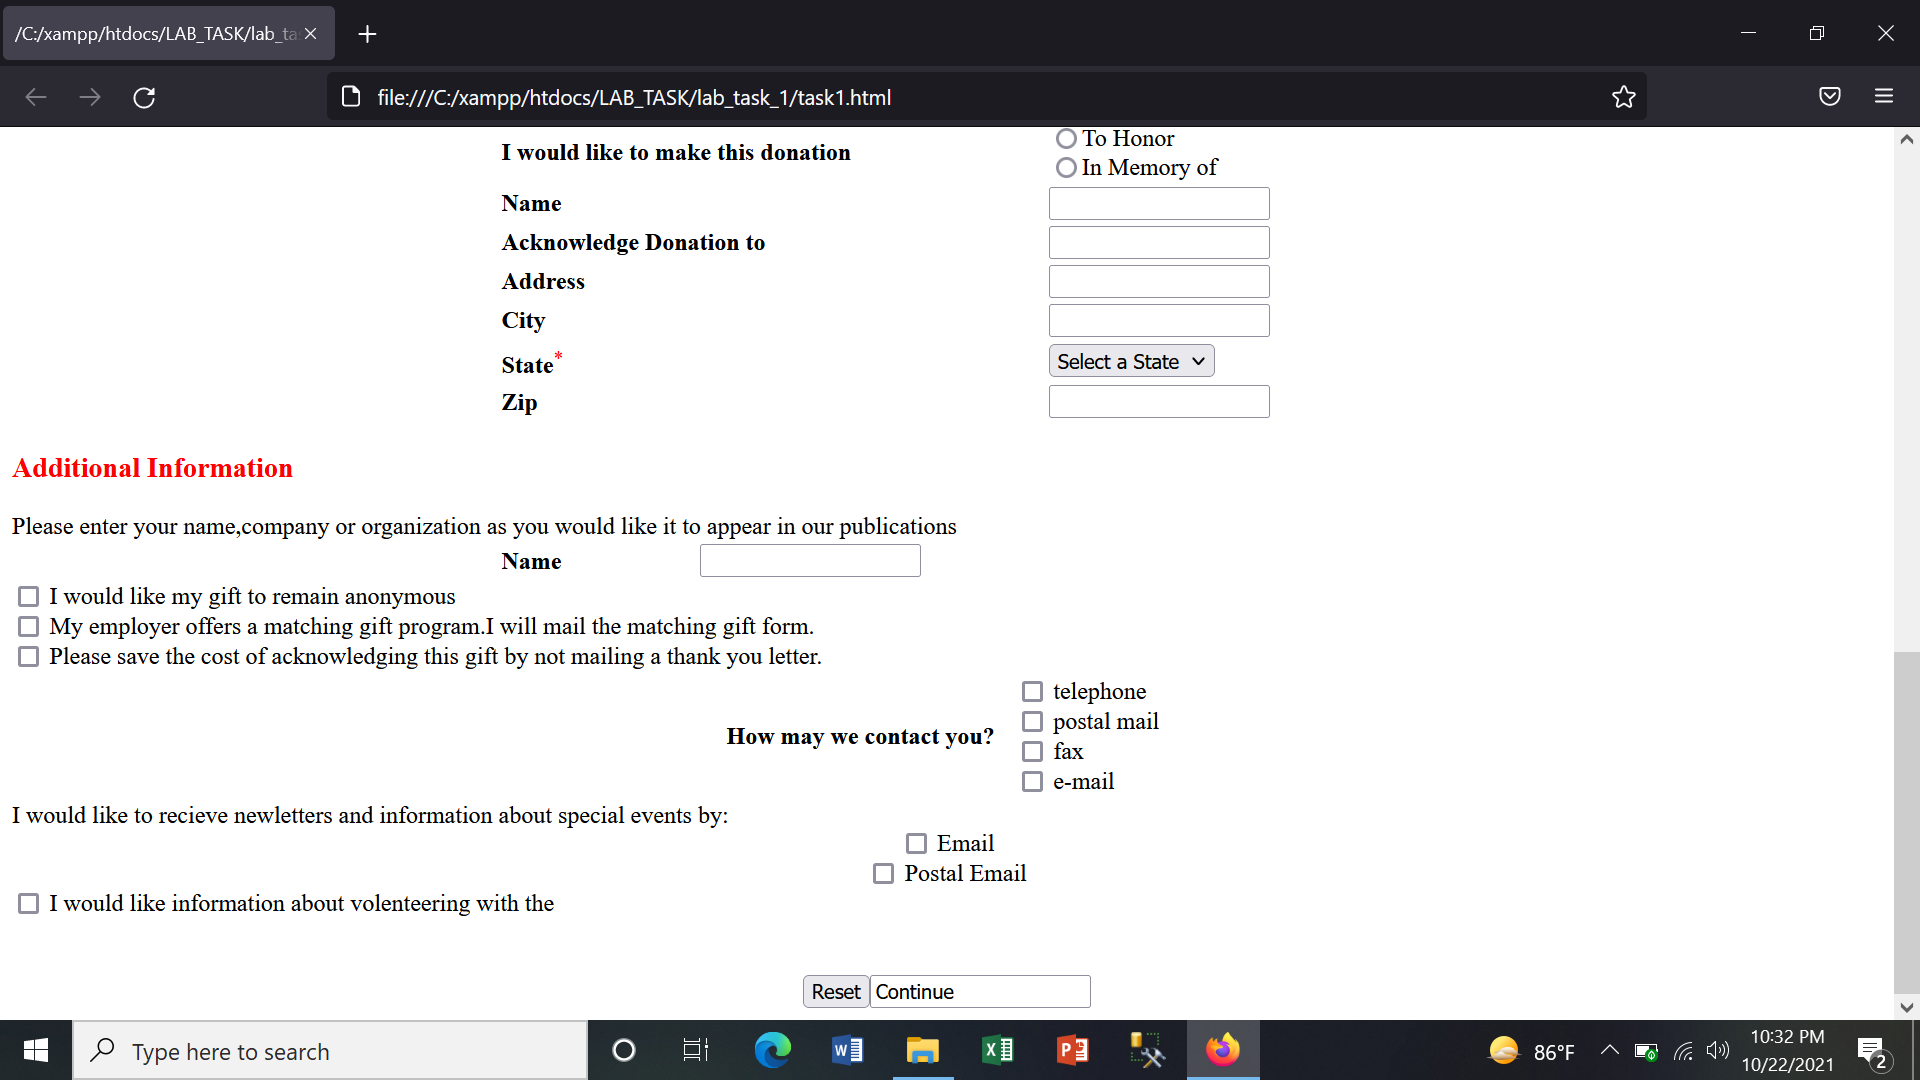 /C:/xampp/htdocs/LAB_TASK/lab_ta
file:///C:/xampp/htdocs/LAB_TASK/lab_task_1/task1.html
I would like to make this donation
To Honor
In Memory of
Name
Acknowledge Donation to
Address
City
State*
Select a State
Zip
Additional Information
Please enter your name,company or organization as you would like it to appear in our publications
Name
I would like my gift to remain anonymous
My employer offers a matching gift program.I will mail the matching gift form.
Please save the cost of acknowledging this gift by not mailing a thank you letter.
How may we contact you?
telephone
postal mail
fax
e-mail
I would like to recieve newletters and information about special events by:
Email
Postal Email
I would like information about volenteering with the
Reset Continue
Type here to search
86°F
10:32 PM
10/22/2021
2